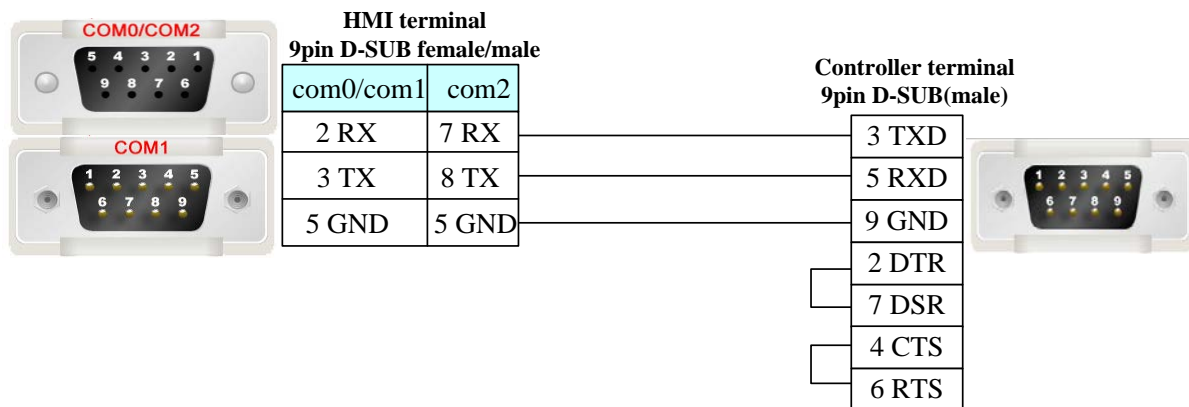 COM0/COM2
5 4 3 2 1
9 8 7 6
COM1
1 2 3 4 5
6 7 8 9
HMI terminal
9pin D-SUB female/male
com0/com1 com2
2 RX 7 RX
3 TX 8 TX
5 GND 5 GND
Controller terminal
9pin D-SUB(male)
3 TXD
5 RXD
9 GND
2 DTR
7 DSR
4 CTS
6 RTS
1 2 3 4 5
6 7 8 9